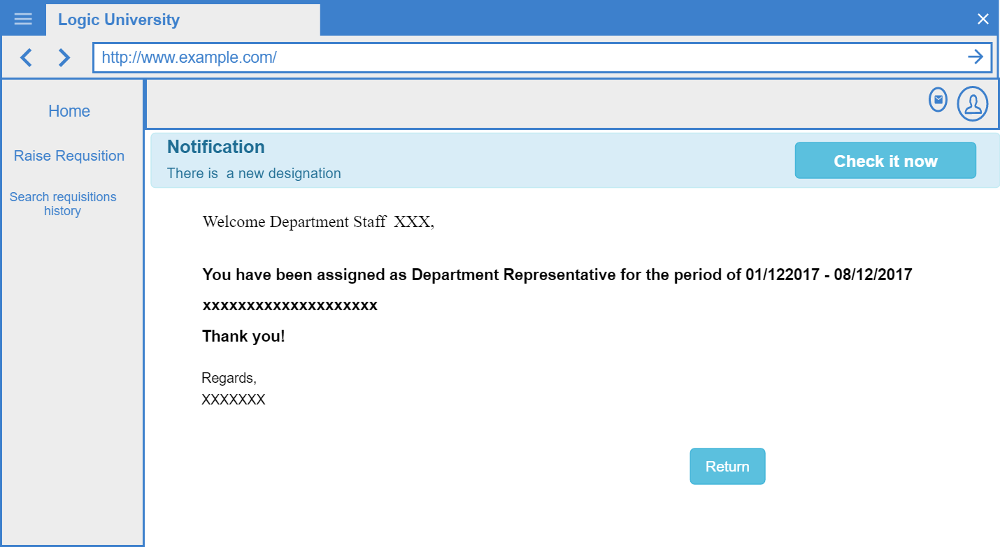 Logic University
http://www.example.com/
Home
Raise Requsition
Search requisitions
history
Notification
There is  a new designation
Check it now
Welcome Department Staff  XXX,
You have been assigned as Department Representative for the period of 01/122017 - 08/12/2017
xxxxxxxxxxxxxxxxxxxx
Thank you!
Regards,
XXXXXXX
Return